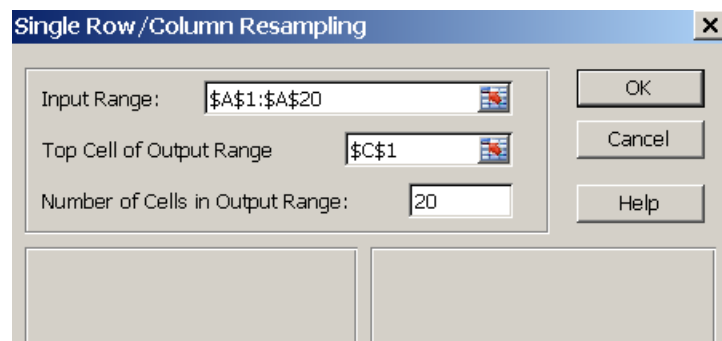 Single Row/Column Resampling
Input Range: $A$1:$A$20
OK
Top Cell of Output Range $C$1
Cancel
Number of Cells in Output Range: 20
Help